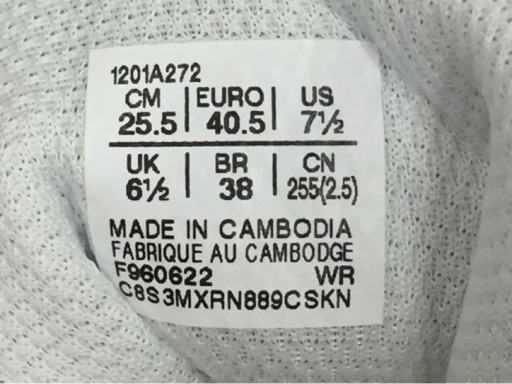 1201A272
CM | EURO | US
25.5 | 40.5 | 7½
UK | BR | CN
6½ | 38 | 255(2.5)
MADE IN CAMBODIA
FABRIQUE AU CAMBODGE
F960622 WR
C8S3MXRN889CSKN